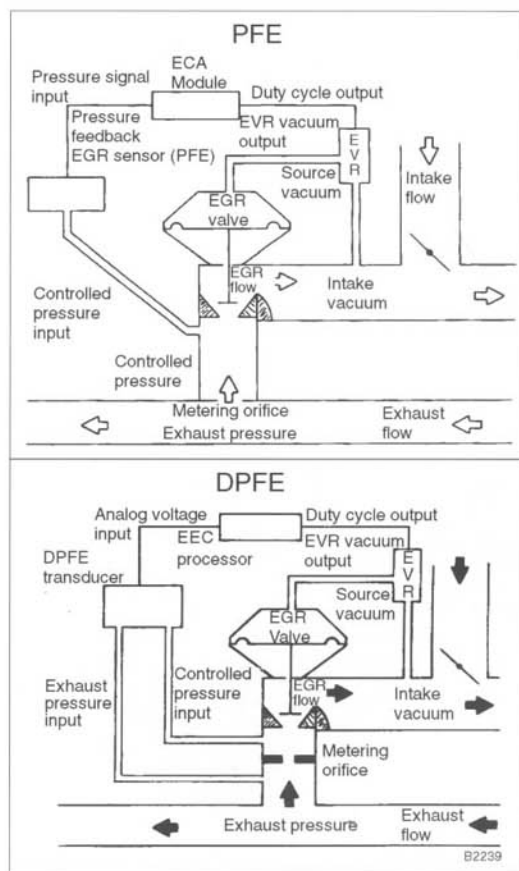 PFE
ECA
Module
Pressure signal
input
Duty cycle output
Pressure
feedback
EGR sensor (PFE)
EVR vacuum
output
E
V
R
Source
vacuum
Intake
flow
EGR
valve
EGR
flow
Intake
vacuum
Controlled
pressure
input
Controlled
pressure
Metering orifice
Exhaust pressure
Exhaust
flow
DPFE
Analog voltage
input
EEC
processor
Duty cycle output
EVR vacuum
output
DPFE
transducer
E
V
R
Source
vacuum
EGR
Valve
EGR
flow
Intake
vacuum
Exhaust
pressure
input
Controlled
pressure
input
Metering
orifice
Exhaust pressure
Exhaust
flow
B2239